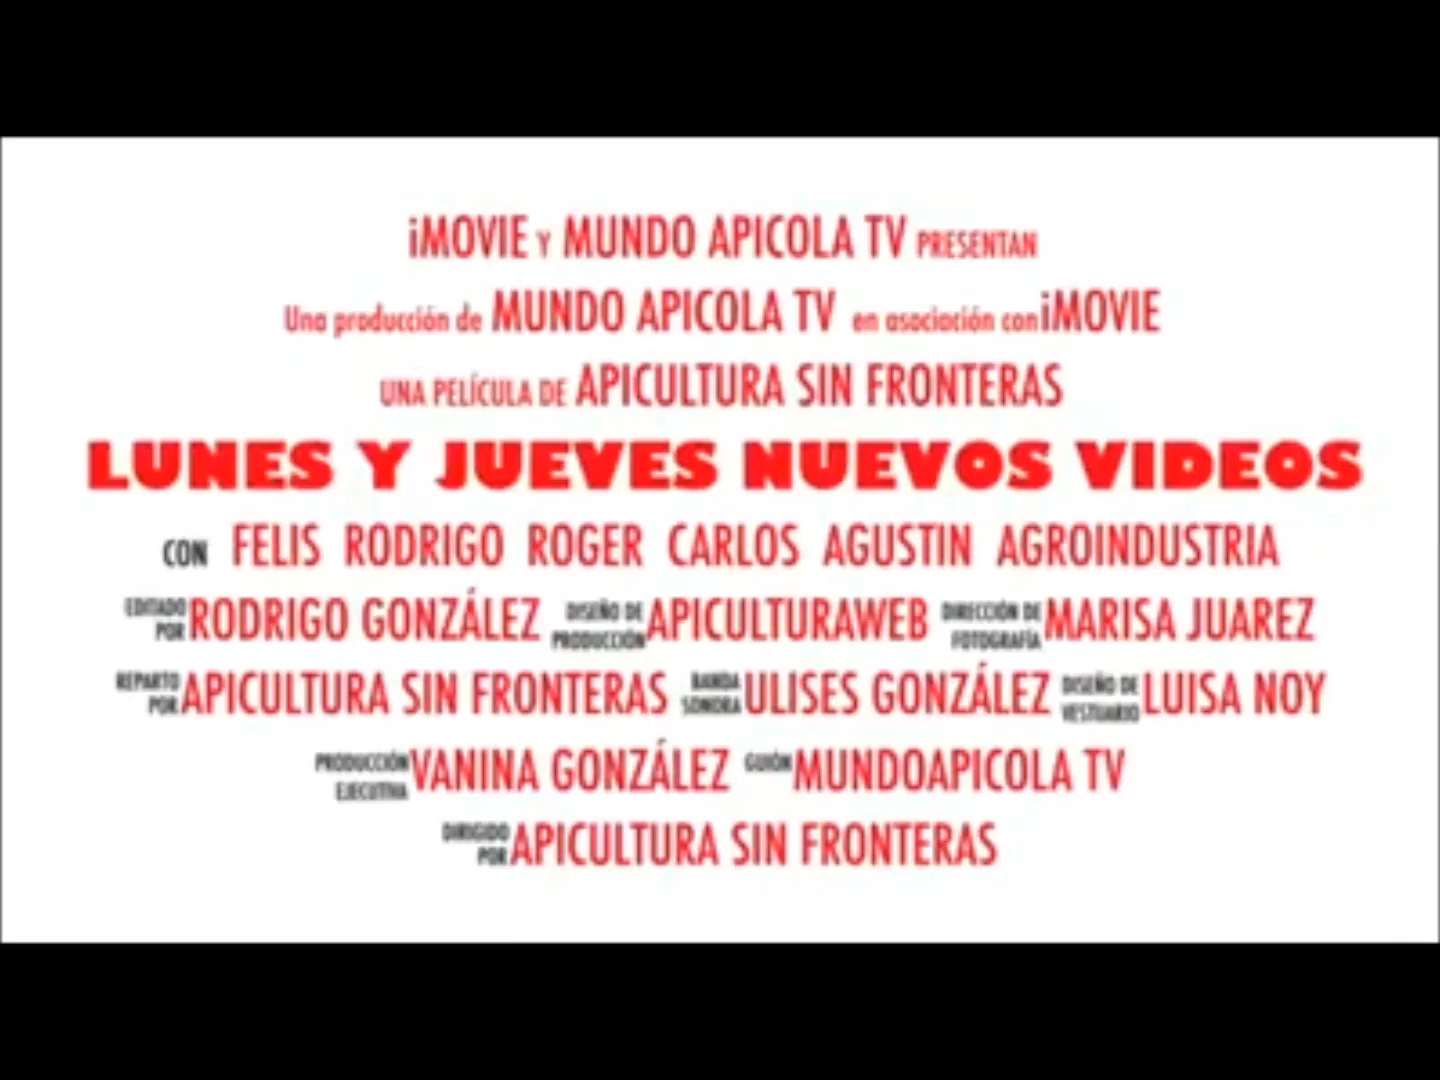 iMOVIE Y MUNDO APICOLA TV PRESENTAN
Una producción de MUNDO APICOLA TV en asociación con iMOVIE
UNA PELÍCULA DE APICULTURA SIN FRONTERAS
LUNES Y JUEVES NUEVOS VIDEOS
CON FELIS RODRIGO ROGER CARLOS AGUSTIN AGROINDUSTRIA
EDITADO POR RODRIGO GONZÁLEZ DISEÑO DE PRODUCCIÓN APICULTURAWEB DIRECCIÓN DE FOTOGRAFÍA MARISA JUAREZ
REPARTO POR APICULTURA SIN FRONTERAS BANDA SONORA ULISES GONZÁLEZ DISEÑO DE VESTUARIO LUISA NOY
PRODUCCIÓN EJECUTIVA VANINA GONZÁLEZ GUIÓN MUNDOAPICOLA TV
DIRIGIDO POR APICULTURA SIN FRONTERAS